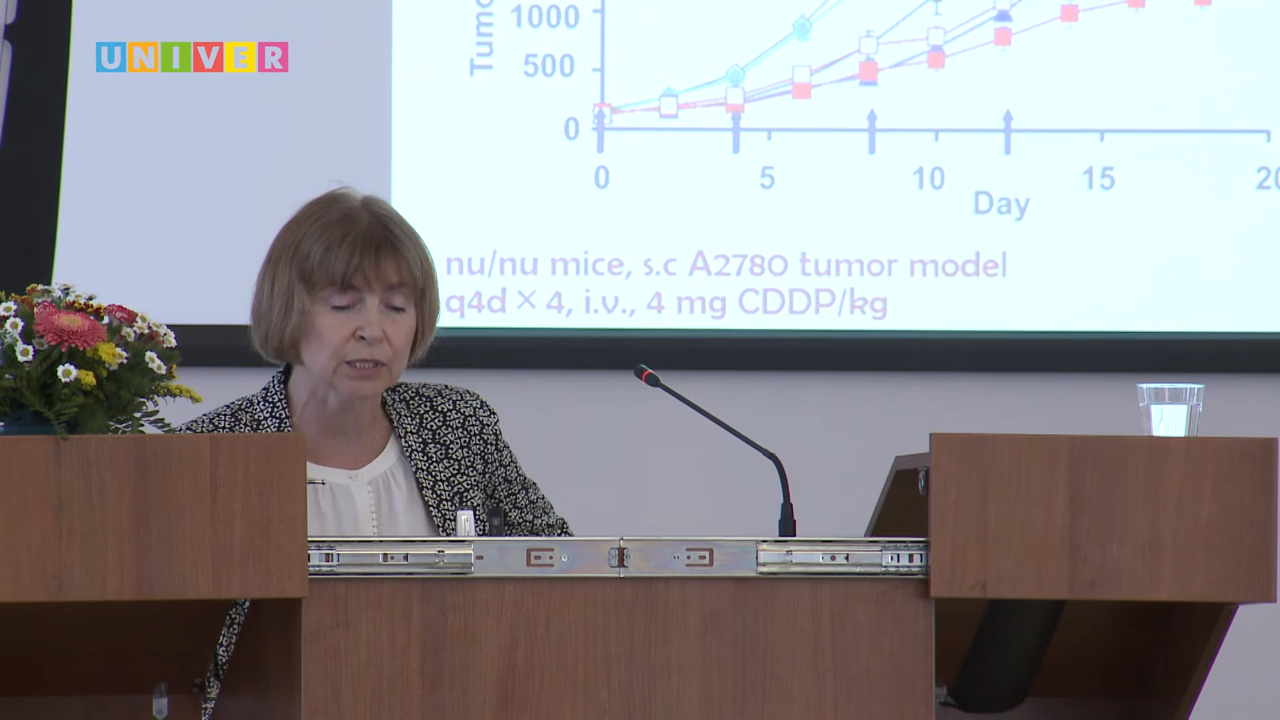 UNIVER
1000
500
0
0 5 10 15
Day
nu/nu mice, s.c A2780 tumor model
q4d × 4, i.v., 4 mg CDDP/kg